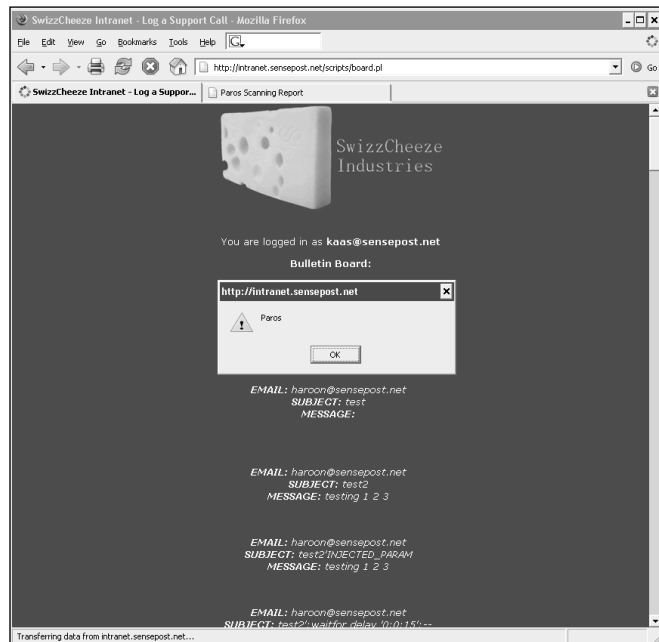 SwizzCheeze Intranet - Log a Support Call - Mozilla Firefox
File Edit View Go Bookmarks Tools Help G
http://intranet.sensepost.net/scripts/board.pl Go
SwizzCheeze Intranet - Log a Suppor... Paros Scanning Report
SwizzCheeze
Industries
You are logged in as kaas@sensepost.net
Bulletin Board:
http://intranet.sensepost.net
Paros
OK
EMAIL: haroon@sensepost.net
SUBJECT: test
MESSAGE:
EMAIL: haroon@sensepost.net
SUBJECT: test2
MESSAGE: testing 1 2 3
EMAIL: haroon@sensepost.net
SUBJECT: test2'INJECTED_PARAM
MESSAGE: testing 1 2 3
EMAIL: haroon@sensepost.net
SUBJECT: test2';waitfor delay '0:0:15';--
Transferring data from intranet.sensepost.net...